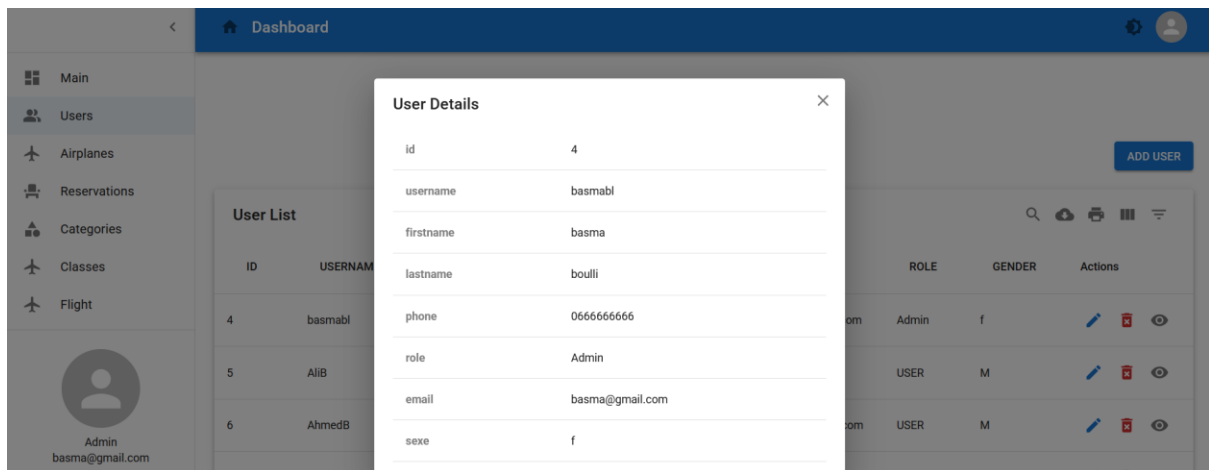 Dashboard
Main
Users
Airplanes
Reservations
Categories
Classes
Flight
Admin
basma@gmail.com
User Details
id 4
username basmabl
firstname basma
lastname boulli
phone 0666666666
role Admin
email basma@gmail.com
sexe f
ADD USER
User List
ID USERNAM ROLE GENDER Actions
4 basmabl om Admin f
5 AliB USER M
6 AhmedB com USER M